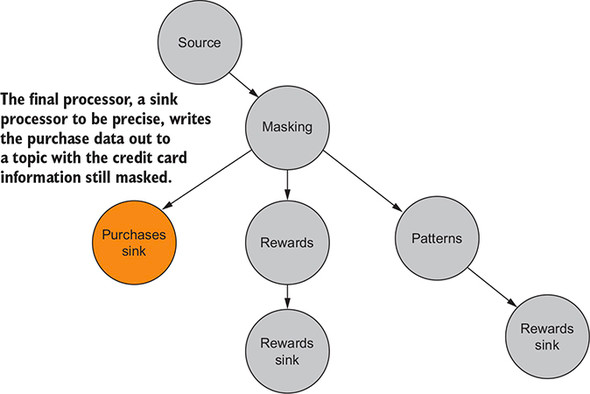 Source
The final processor, a sink
processor to be precise, writes
the purchase data out to
a topic with the credit card
information still masked.
Masking
Purchases
sink
Rewards
Patterns
Rewards
sink
Rewards
sink